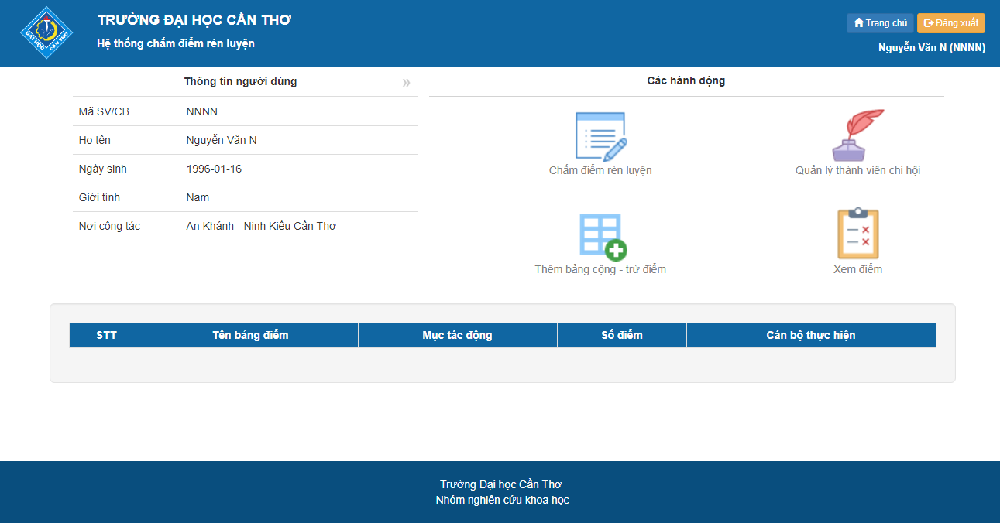 TRƯỜNG ĐẠI HỌC CẦN THƠ
Hệ thống chấm điểm rèn luyện
ĐẠI HỌC CẦN THƠ
Trang chủ
Đăng xuất
Nguyễn Văn N (NNNN)
Thông tin người dùng
»
Mã SV/CB NNNN
Họ tên Nguyễn Văn N
Ngày sinh 1996-01-16
Giới tính Nam
Nơi công tác An Khánh - Ninh Kiều Cần Thơ
Các hành động
Chấm điểm rèn luyện
Quản lý thành viên chi hội
Thêm bảng cộng - trừ điểm
Xem điểm
STT Tên bảng điểm Mục tác động Số điểm Cán bộ thực hiện
Trường Đại học Cần Thơ
Nhóm nghiên cứu khoa học